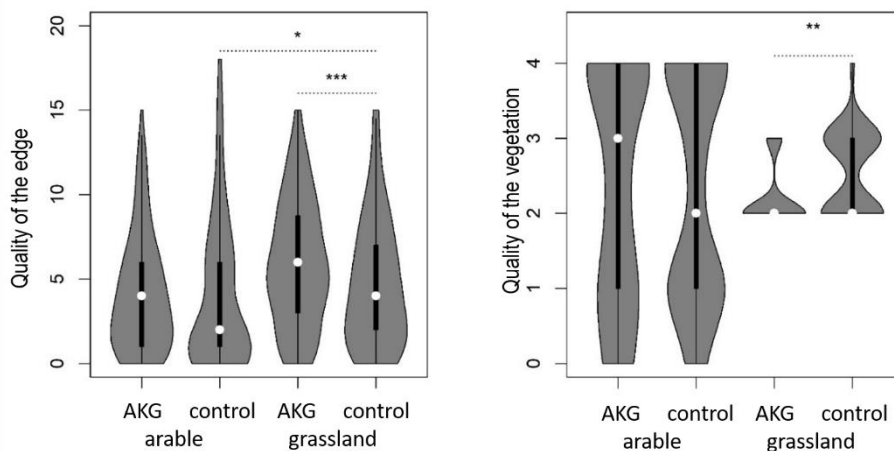 Quality of the edge
20
15
10
5
0
*
***
AKG control AKG control
arable grassland
Quality of the vegetation
4
3
2
1
0
**
AKG control AKG control
arable grassland